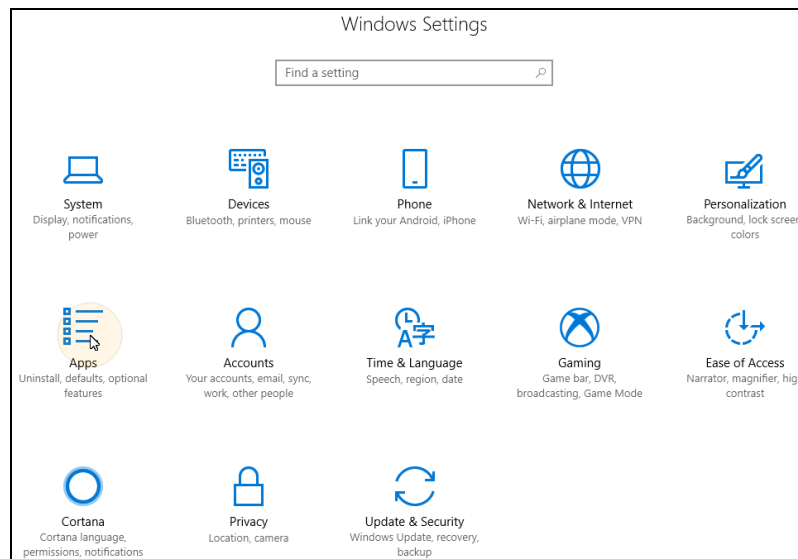 Windows Settings
Find a setting
System
Display, notifications,
power
Devices
Bluetooth, printers, mouse
Phone
Link your Android, iPhone
Network & Internet
Wi-Fi, airplane mode, VPN
Personalization
Background, lock screen
colors
Apps
Uninstall, defaults, optional
features
Accounts
Your accounts, email, sync,
work, other people
A字
Time & Language
Speech, region, date
Gaming
Game bar, DVR,
broadcasting, Game Mode
Ease of Access
Narrator, magnifier, hig
contrast
Cortana
Cortana language,
permissions, notifications
Privacy
Location, camera
Update & Security
Windows Update, recovery,
backup